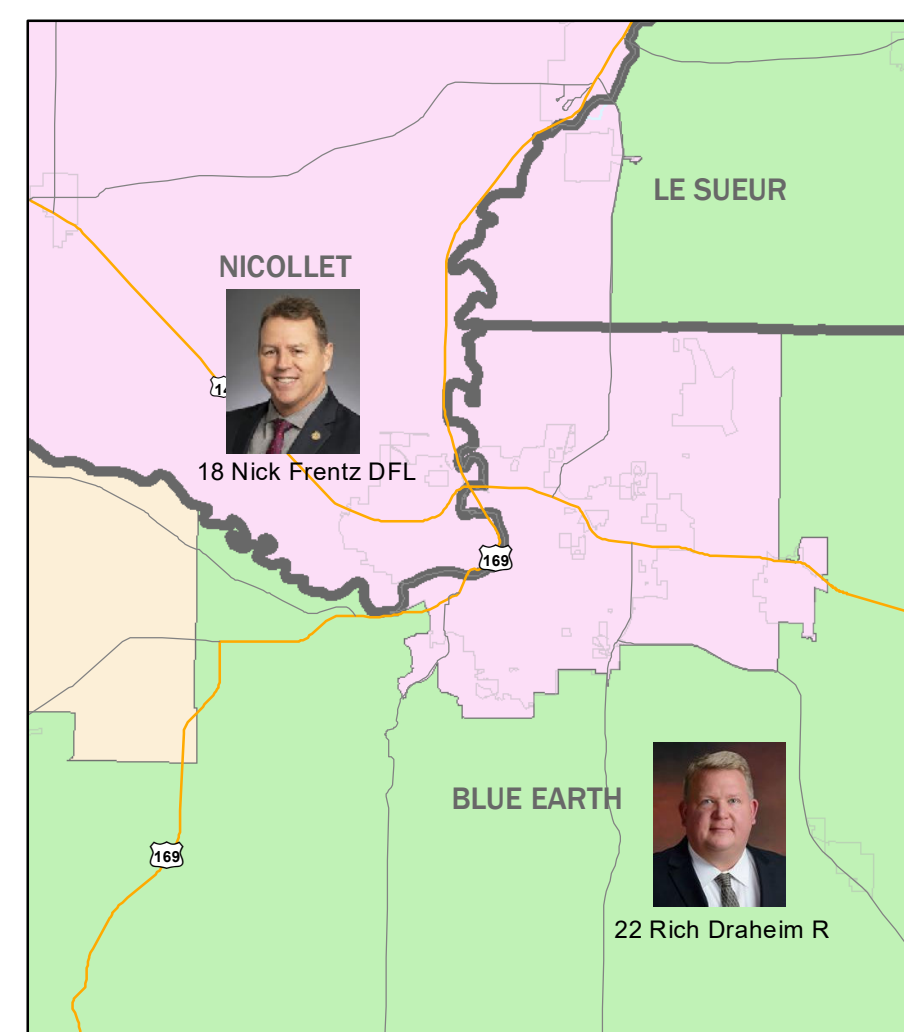 LE SUEUR
NICOLLET
18 Nick Frentz DFL
169
BLUE EARTH
169
22 Rich Draheim R